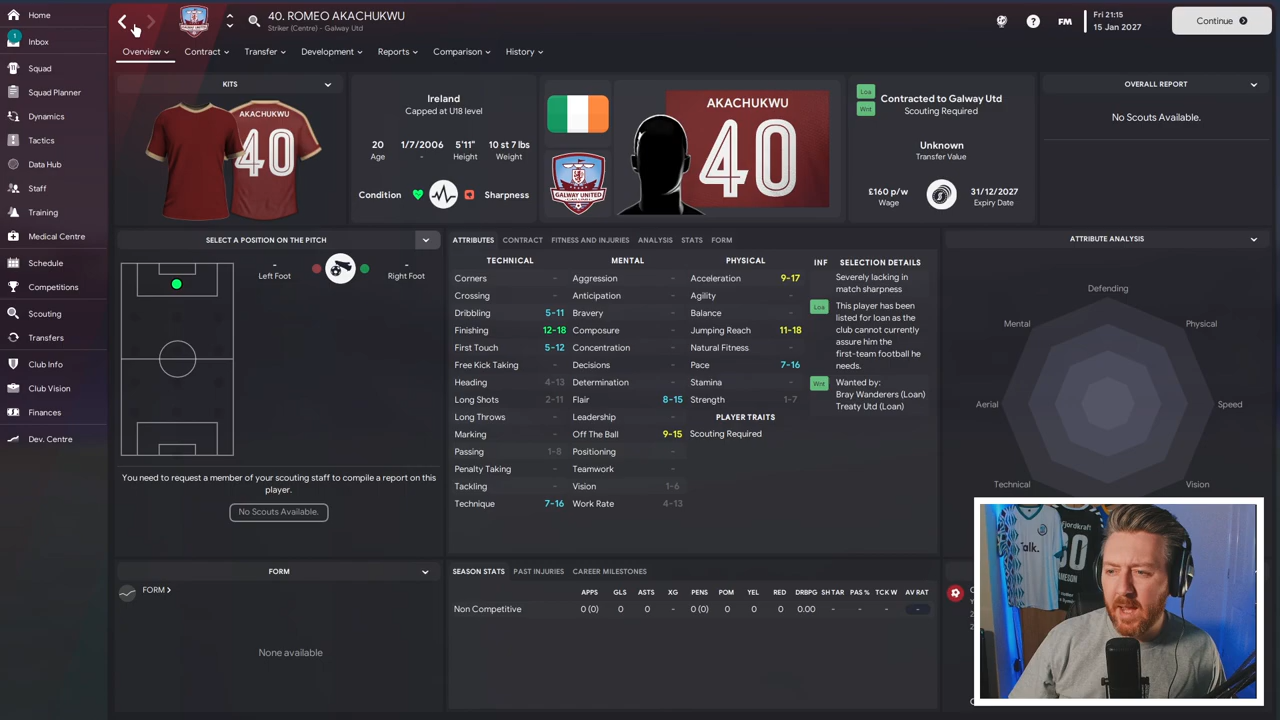 Home
40. ROMEO AKACHUKWU
Striker (Centre) - Galway Utd
FM
Fri 21:15
15 Jan 2027
Continue
1
Inbox
Squad
Squad Planner
Dynamics
Tactics
Data Hub
Staff
Training
Medical Centre
Schedule
Competitions
Scouting
Transfers
Club Info
Club Vision
Finances
Dev. Centre
Overview
Contract
Transfer
Development
Reports
Comparison
History
KITS
AKACHUKWU
40
Ireland
Capped at U18 level
20
Age
1/7/2006
-
5'11"
Height
10 st 7 lbs
Weight
Condition
Sharpness
GALWAY UNITED
AKACHUKWU
40
Loa
Wnt
Contracted to Galway Utd
Scouting Required
Unknown
Transfer Value
£160 p/w
Wage
31/12/2027
Expiry Date
OVERALL REPORT
No Scouts Available.
SELECT A POSITION ON THE PITCH
-
Left Foot
-
Right Foot
You need to request a member of your scouting staff to compile a report on this
player.
No Scouts Available.
ATTRIBUTES
CONTRACT
FITNESS AND INJURIES
ANALYSIS
STATS
FORM
TECHNICAL
Corners -
Crossing -
Dribbling 5-11
Finishing 12-18
First Touch 5-12
Free Kick Taking -
Heading 4-13
Long Shots 2-11
Long Throws -
Marking -
Passing 1-8
Penalty Taking -
Tackling -
Technique 7-16
MENTAL
Aggression -
Anticipation -
Bravery -
Composure -
Concentration -
Decisions -
Determination -
Flair 8-15
Leadership -
Off The Ball 9-15
Positioning -
Teamwork -
Vision 1-6
Work Rate 4-13
PHYSICAL
Acceleration 9-17
Agility -
Balance -
Jumping Reach 11-18
Natural Fitness -
Pace 7-16
Stamina -
Strength 1-7
PLAYER TRAITS
Scouting Required
INF
SELECTION DETAILS
Severely lacking in
match sharpness
Loa
This player has been
listed for loan as the
club cannot currently
assure him the
first-team football he
needs.
Wnt
Wanted by:
Bray Wanderers (Loan)
Treaty Utd (Loan)
ATTRIBUTE ANALYSIS
Defending
Mental
Physical
Aerial
Speed
Technical
Vision
FORM
FORM
None available
SEASON STATS
PAST INJURIES
CAREER MILESTONES
APPS GLS ASTS XG PENS POM YEL RED DRBPG SH TAR PAS % TCK W AV RAT
Non Competitive 0 (0) 0 0 - 0 (0) 0 0 0 0.00 - - - -
Talk.
fjordkraft